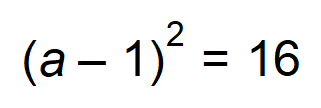 (a – 1)² = 16